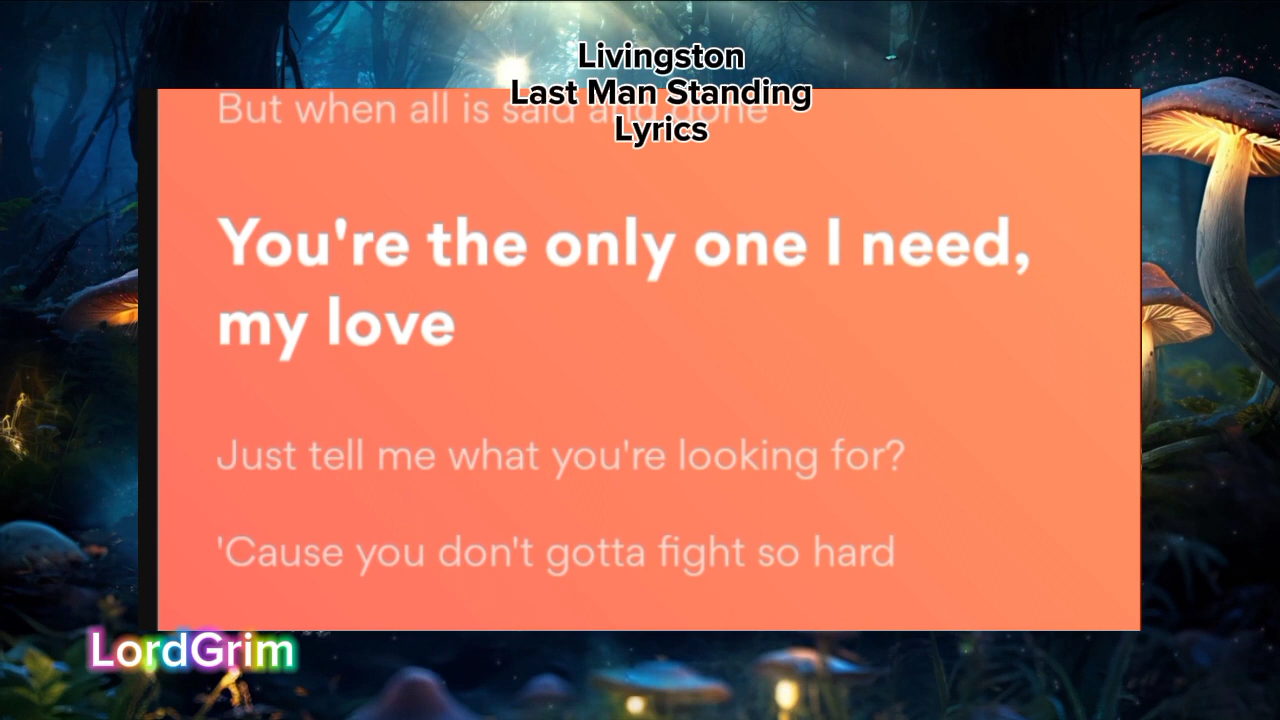 Livingston
Last Man Standing
Lyrics
But when all is said and done
You're the only one I need,
my love
Just tell me what you're looking for?
'Cause you don't gotta fight so hard
LordGrim